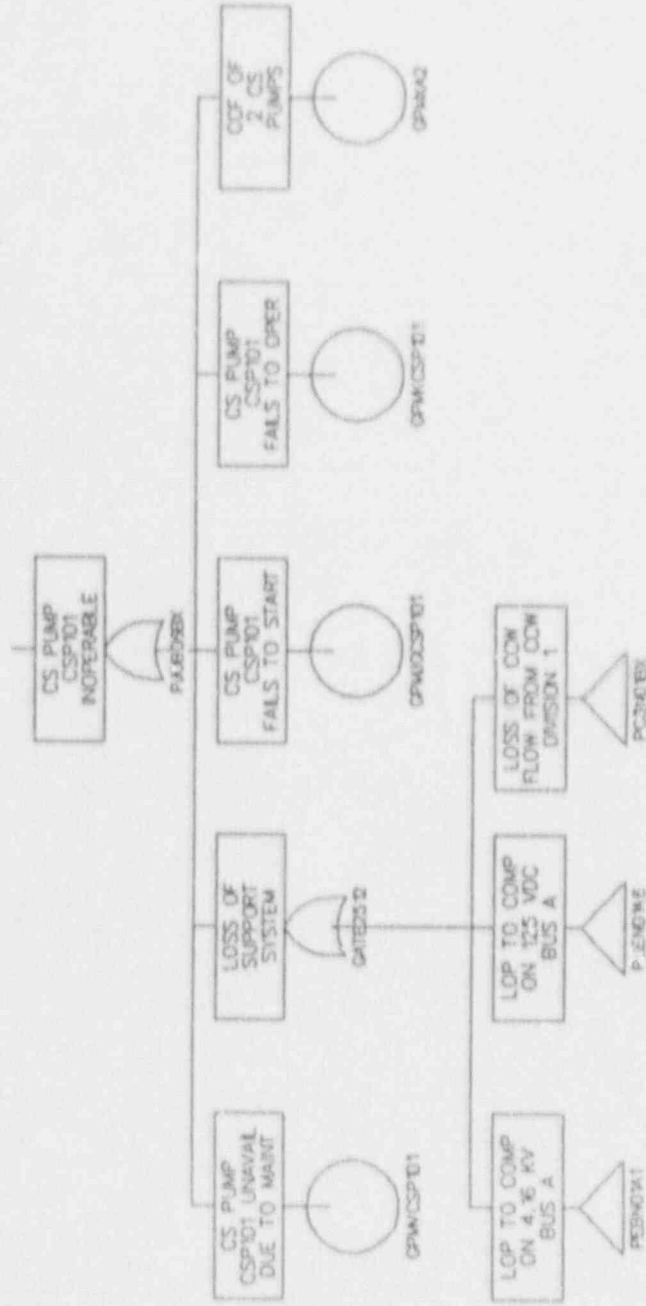 CS PUMP
CSP101
INOPERABLE
CS PUMP
CSP101 UNAVAIL
DUE TO MAINT
LOSS OF
SUPPORT
SYSTEM
GATE25 12
CS PUMP
CSP101
FAILS TO START
CS PUMP
CSP101
FAILS TO OPER
CCF OF
2 CS
PUMPS
LOP TO COMP
ON 4.16 KV
BUS A
LOP TO COMP
ON 125 VDC
BUS A
LOSS OF CCW
FLOW FROM CCW
DIVISION 1